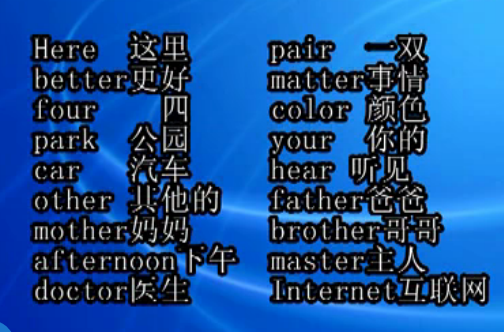 Here 这里
better更好
four 四
park 公园
car 汽车
other 其他的
mother妈妈
afternoon下午
doctor医生
pair 一双
matter事情
color 颜色
your 你的
hear 听见
father爸爸
brother哥哥
master主人
Internet互联网